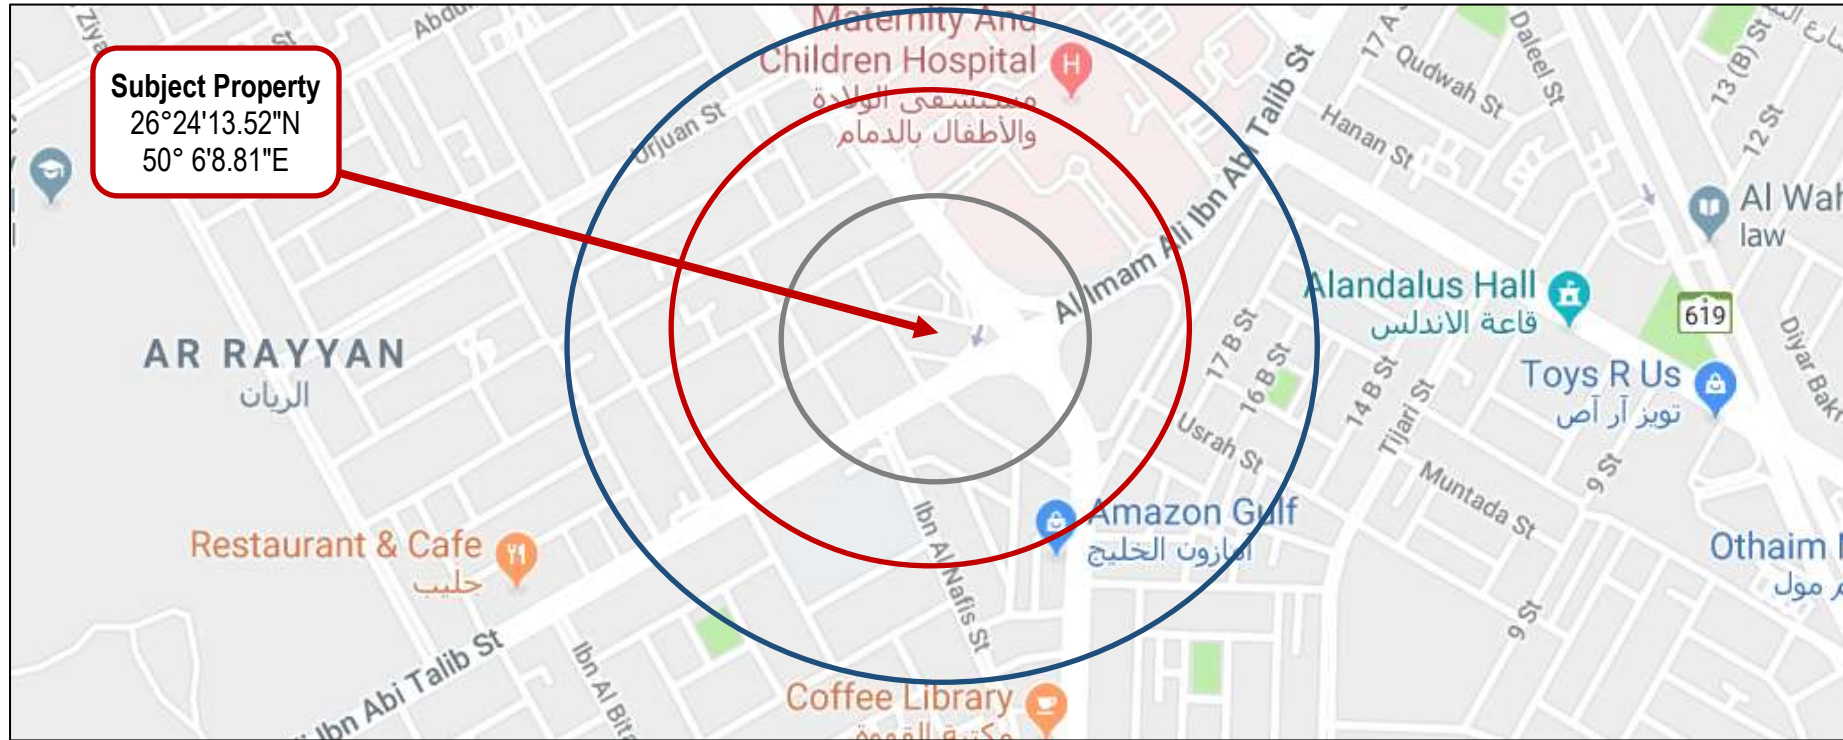 Subject Property
26°24'13.52"N
50° 6'8.81"E
Maternity And
Children Hospital
مستشفى الولادة
والأطفال بالدمام
H
Urjuan St
Al Imam Ali Ibn Abi Talib St
17 A
Qudwah St
Daleel St
13 (B) St
12 St
Hanan St
Al Wah
law
Alandalus Hall
قاعة الاندلس
619
AR RAYYAN
الريان
17 B St
16 B St
14 B St
Tijari St
Toys R Us
تويز آر آص
Usrah St
Muntada St
9 St
9 St
Amazon Gulf
أمازون الخليج
Ibn Al Nafis St
Othaim
مول
Restaurant & Cafe
جليب
Ibn Abi Talib St
Ibn Al Bita
Coffee Library
مكتبة القهوة
Diyar Bakr